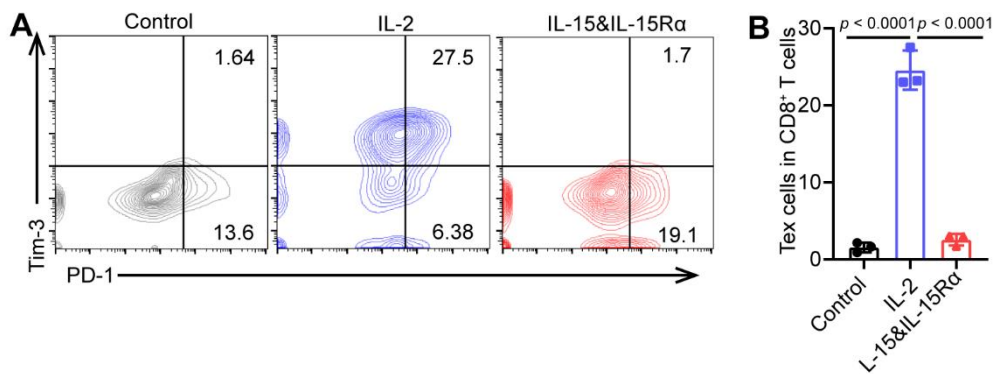 A
Control
IL-2
IL-15&IL-15Rα
1.64
27.5
1.7
13.6
6.38
19.1
Tim-3
PD-1
B
p < 0.0001 p < 0.0001
Tex cells in CD8⁺ T cells
30
20
10
0
Control
IL-2
L-15&IL-15Rα